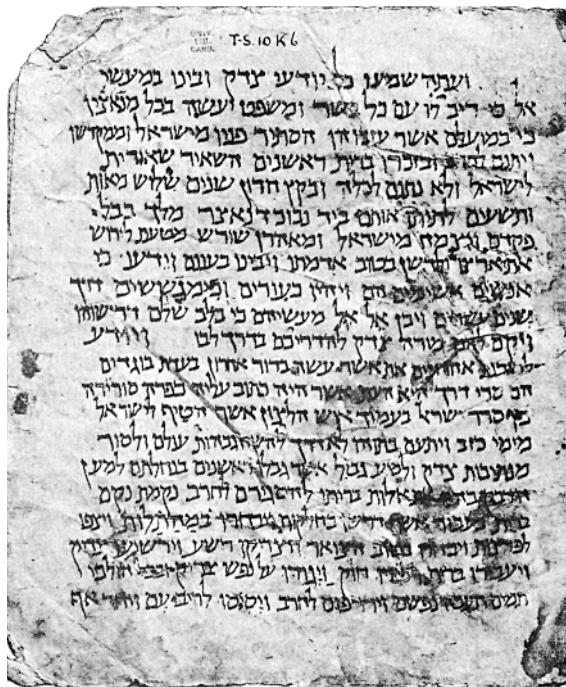 UNIV. LIB. CAMB. T-S. 10 K 6
ועתה שמעו כל יודעי צדק ובינו במעשי
אל כי ריב לו עם כל בשר ומשפט יעשה בכל מנאציו
כי במועלם אשר עזבוהו הסתיר פניו מישראל וממקדשו
ויתנם לחרב ובזכרו ברית ראשנים השאיר שאירית
לישראל ולא נתנם לכלה ובקץ חרון שנים שלוש מאות
ותשעים לתיתו אותם ביד נבוכדנאצר מלך בבל
פקדם ויצמח מישראל ומאהרן שורש מטעת לירוש
את ארצו ולדשן בטוב אדמתו ויבינו בעונם וידעו כי
אנשים אשימים הם ויהיו כעורים וכימגששים דרך
שנים עשרים ויבן אל אל מעשיהם כי בלב שלם דרשוהו
ויקם להם מורה צדק להדריכם בדרך לבו ויודע
לדורות אחרונים את אשר עשה בדור אחרון בעדת בוגדים
הם סרי דרך היא העת אשר היה כתוב עליה כפרה סורירה
כן סרר ישראל בעמוד איש הלצון אשר הטיף לישראל
מימי כזב ויתעם בתוהו לא דרך להשח גבהות עולם ולסור
מנתיבות צדק ולסיע גבול אשר גבלו ראשנים בנחלתם למען
הדבק בהם את אלות בריתו להסגירם לחרב נקמת נקם
ברית בעבור אשר דרשו בחלקות ויבחרו במהתלות ויצפו
לפרצות ויבחרו בטוב הצואר ויצדיקו רשע וירשיעו צדיק
ויעבירו ברית ויפירו חוק ויגודו על נפש צדיק ובכל הולכי
תמים תעבה נפשם וירדפום לחרב ויסיסו לריב עם ויחר אף